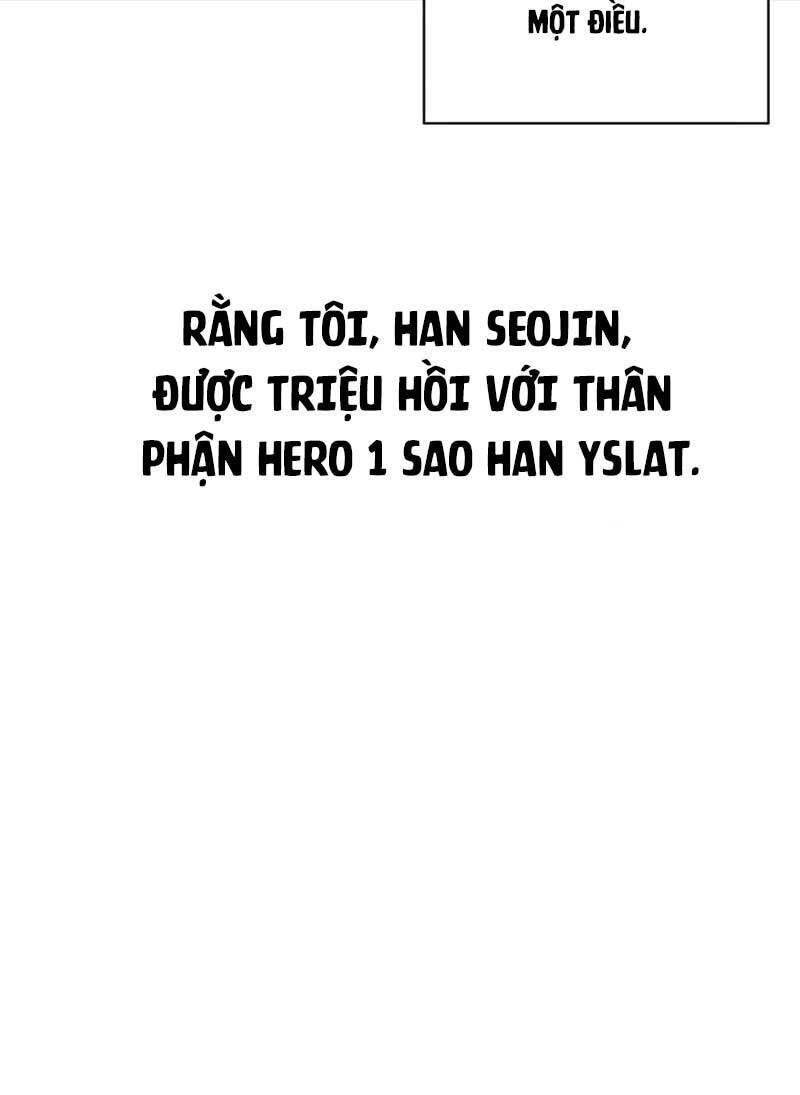 MỘT ĐIỀU.
RẰNG TÔI, HAN SEOJIN,
ĐƯỢC TRIỆU HỒI VỚI THÂN
PHẬN HERO 1 SAO HAN YSLAT.